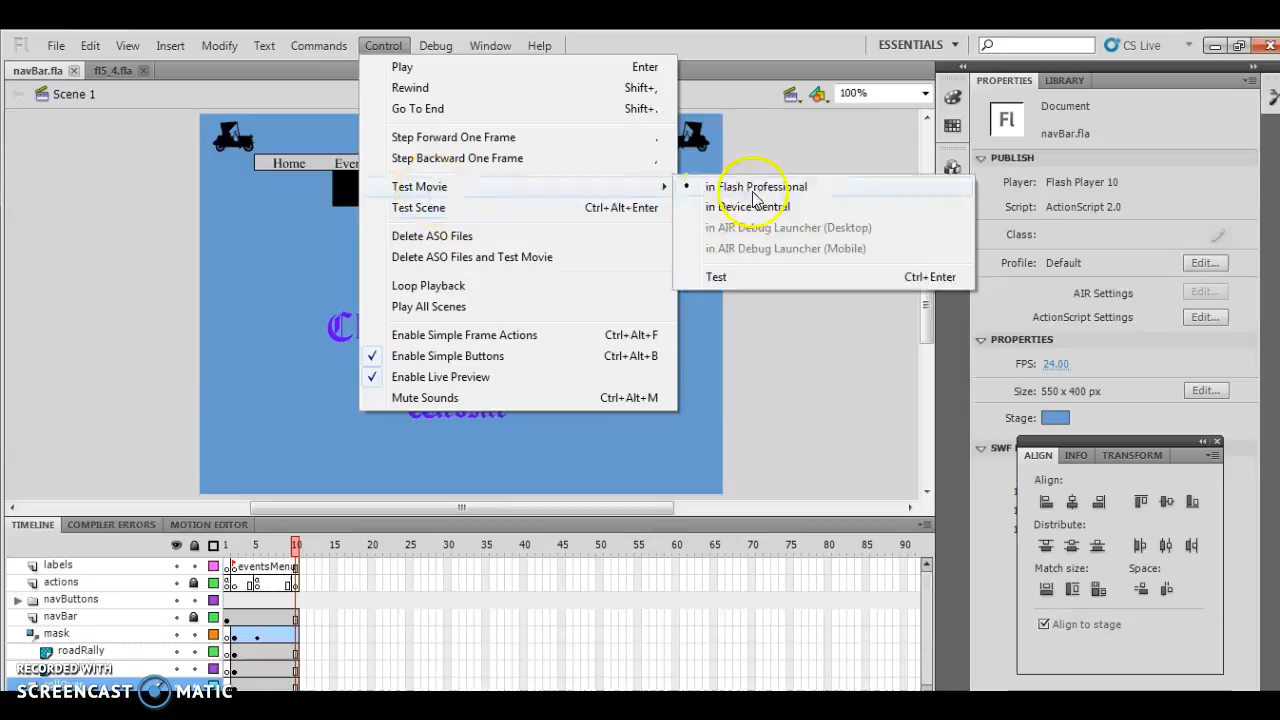 Fl File Edit View Insert Modify Text Commands Control Debug Window Help ESSENTIALS CS Live
navBar.fla fl5_4.fla
Scene 1 100%
Home
Play Enter
Rewind Shift+,
Go To End Shift+.
Step Forward One Frame .
Step Backward One Frame ,
Test Movie
Test Scene Ctrl+Alt+Enter
Delete ASO Files
Delete ASO Files and Test Movie
Loop Playback
Play All Scenes
Enable Simple Frame Actions Ctrl+Alt+F
Enable Simple Buttons Ctrl+Alt+B
Enable Live Preview
Mute Sounds Ctrl+Alt+M
in Flash Professional
in Device Central
in AIR Debug Launcher (Desktop)
in AIR Debug Launcher (Mobile)
Test Ctrl+Enter
PROPERTIES LIBRARY
Fl
Document
navBar.fla
PUBLISH
Player: Flash Player 10
Script: ActionScript 2.0
Class:
Profile: Default Edit...
AIR Settings Edit...
ActionScript Settings Edit...
PROPERTIES
FPS: 24.00
Size: 550 x 400 px Edit...
Stage:
SWF
ALIGN INFO TRANSFORM
Align:
Distribute:
Match size: Space:
Align to stage
TIMELINE COMPILER ERRORS MOTION EDITOR
1 5 10 15 20 25 30 35 40 45 50 55 60 65 70 75 80 85 90
labels eventsMenu
actions
navButtons
navBar
mask
roadRally
RECORDED WITH
SCREENCAST MATIC